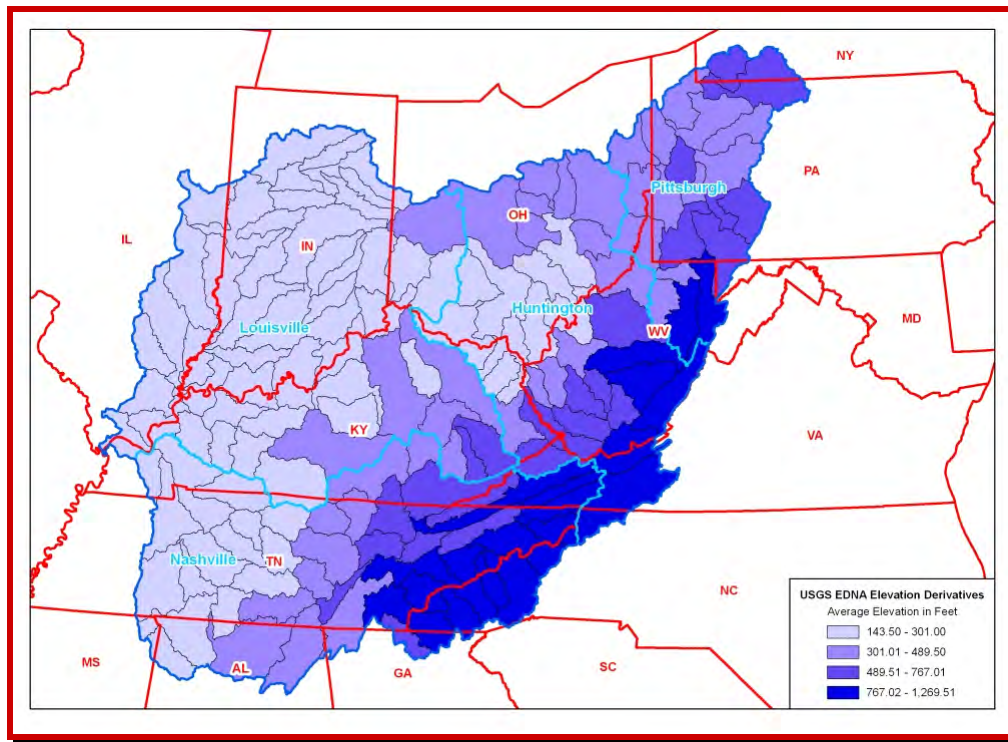 NY
PA
Pittsburgh
OH
IL
IN
MD
Huntington
Louisville
WV
KY
VA
Nashville
TN
NC
MS
AL
GA
SC
USGS EDNA Elevation Derivatives
Average Elevation in Feet
143.50 - 301.00
301.01 - 489.50
489.51 - 767.01
767.02 - 1,269.51